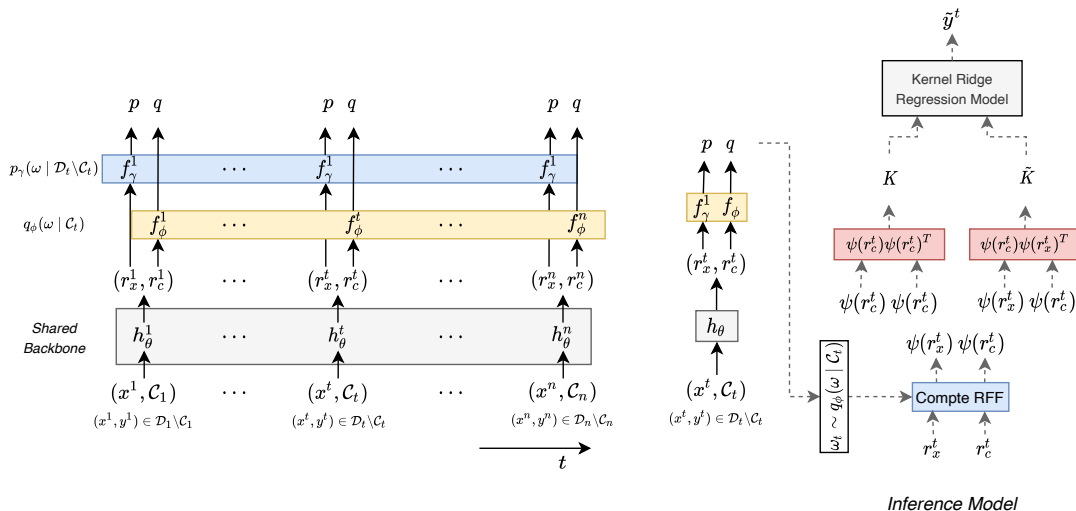 p q p q p q
p_γ(ω | D_t\C_t) f_γ^1 ··· f_γ^1 ··· f_γ^1
q_ϕ(ω | C_t) f_ϕ^1 ··· f_ϕ^t ··· f_ϕ^n
(r_x^1, r_c^1) ··· (r_x^t, r_c^t) ··· (r_x^n, r_c^n)
Shared
Backbone
h_θ^1 ··· h_θ^t ··· h_θ^n
(x^1, C_1) ··· (x^t, C_t) ··· (x^n, C_n)
(x^1, y^1) ∈ D_1\C_1 (x^t, y^t) ∈ D_t\C_t (x^n, y^n) ∈ D_n\C_n
t
p q
f_γ^1 f_ϕ
(r_x^t, r_c^t)
h_θ
(x^t, C_t)
(x^t, y^t) ∈ D_t\C_t
ỹ^t
Kernel Ridge
Regression Model
K K̃
ψ(r_c^t)ψ(r_c^t)^T ψ(r_c^t)ψ(r_x^t)^T
ψ(r_c^t) ψ(r_c^t) ψ(r_x^t) ψ(r_c^t)
ψ(r_x^t) ψ(r_c^t)
ω_t ~ q_ϕ(ω | C_t)
Compte RFF
r_x^t r_c^t
Inference Model